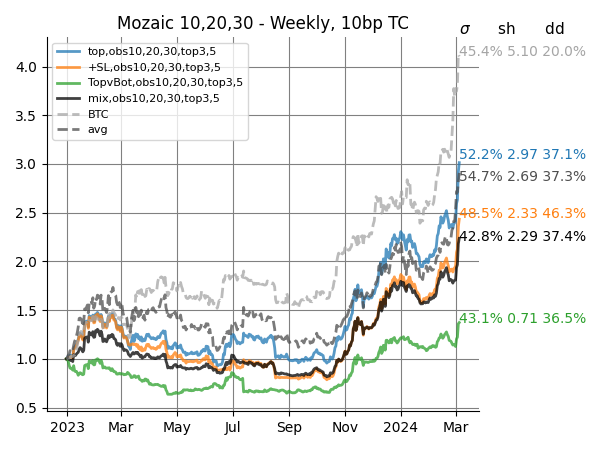 Mozaic 10,20,30 - Weekly, 10bp TC
σ sh dd
top,obs10,20,30,top3,5
+SL,obs10,20,30,top3,5
TopvBot,obs10,20,30,top3,5
mix,obs10,20,30,top3,5
BTC
avg
45.4% 5.10 20.0%
52.2% 2.97 37.1%
54.7% 2.69 37.3%
48.5% 2.33 46.3%
42.8% 2.29 37.4%
43.1% 0.71 36.5%
4.0
3.5
3.0
2.5
2.0
1.5
1.0
0.5
2023 Mar May Jul Sep Nov 2024 Mar